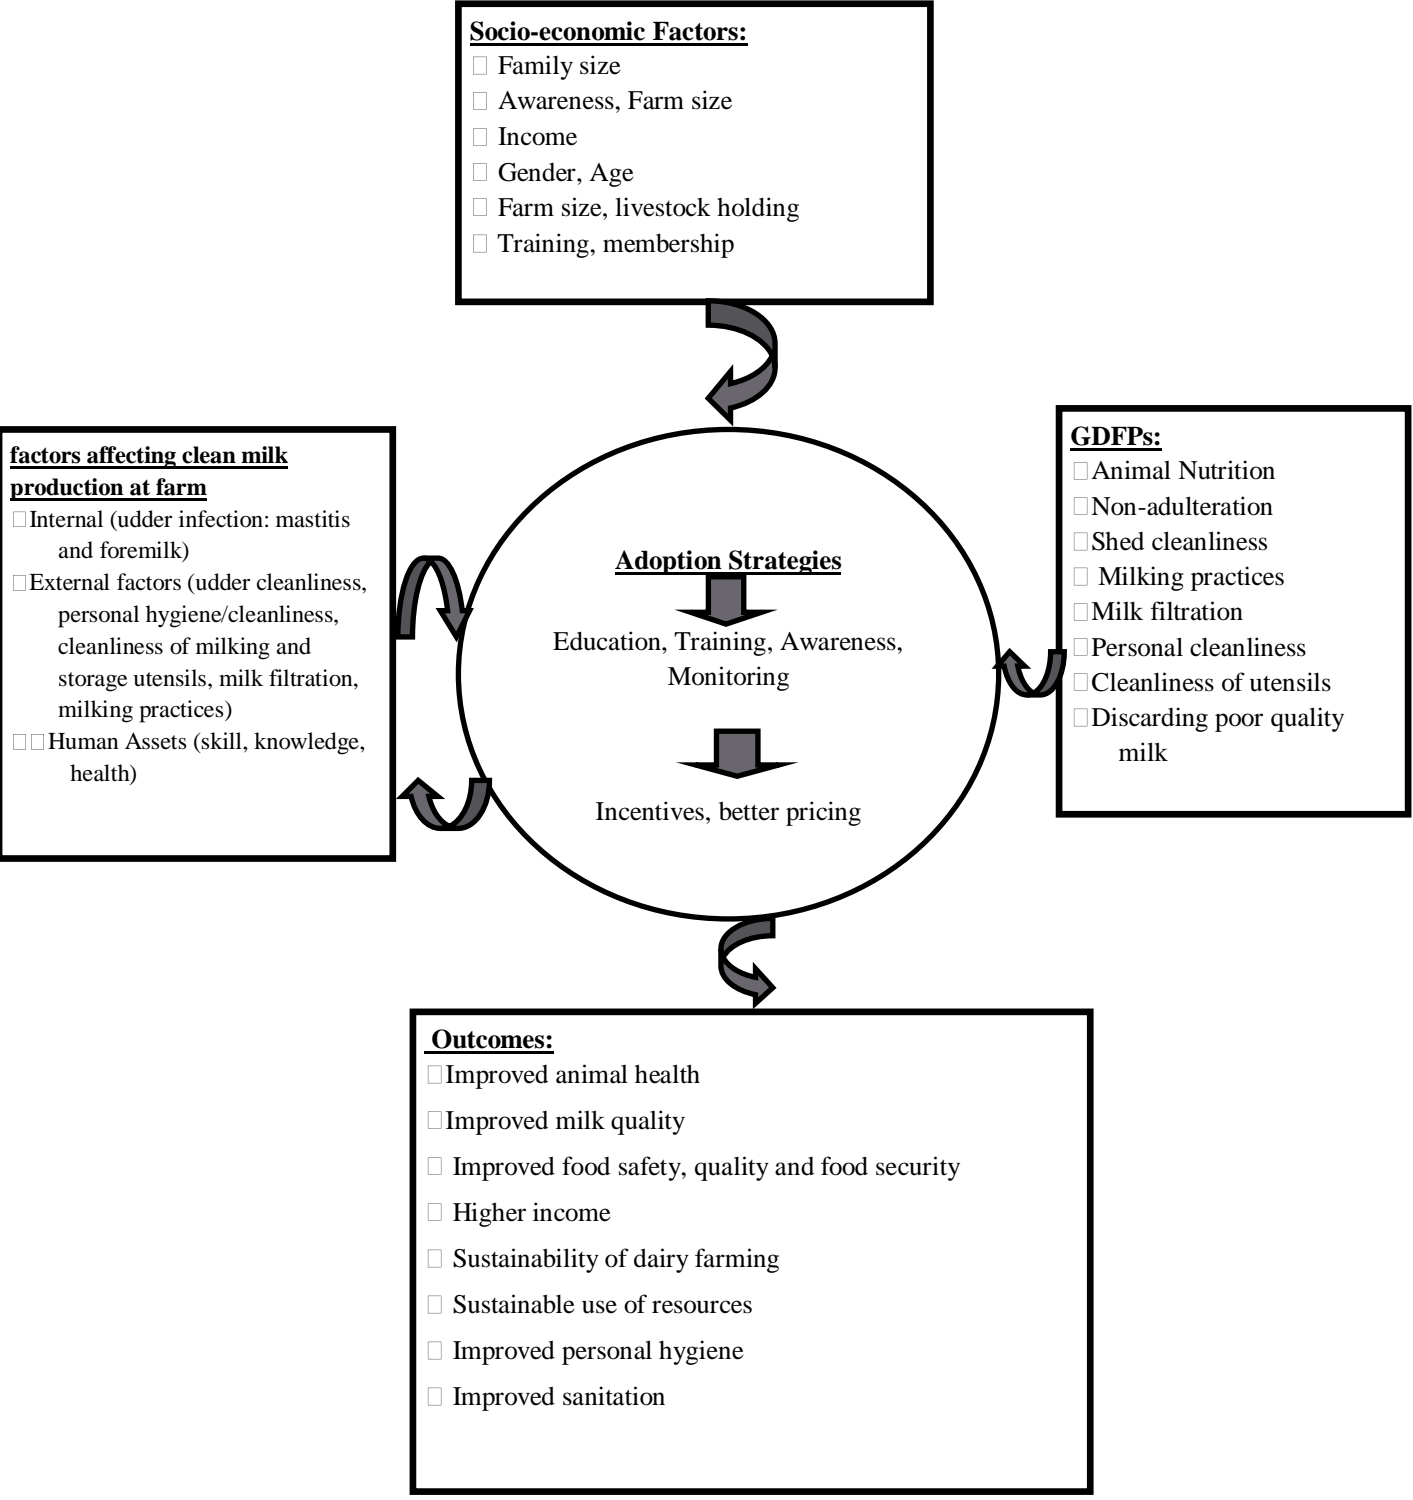 Socio-economic Factors:
Family size
Awareness, Farm size
Income
Gender, Age
Farm size, livestock holding
Training, membership
factors affecting clean milk
production at farm
Internal (udder infection: mastitis
and foremilk)
External factors (udder cleanliness,
personal hygiene/cleanliness,
cleanliness of milking and
storage utensils, milk filtration,
milking practices)
Human Assets (skill, knowledge,
health)
Adoption Strategies
Education, Training, Awareness,
Monitoring
Incentives, better pricing
GDFPs:
Animal Nutrition
Non-adulteration
Shed cleanliness
Milking practices
Milk filtration
Personal cleanliness
Cleanliness of utensils
Discarding poor quality
milk
Outcomes:
Improved animal health
Improved milk quality
Improved food safety, quality and food security
Higher income
Sustainability of dairy farming
Sustainable use of resources
Improved personal hygiene
Improved sanitation